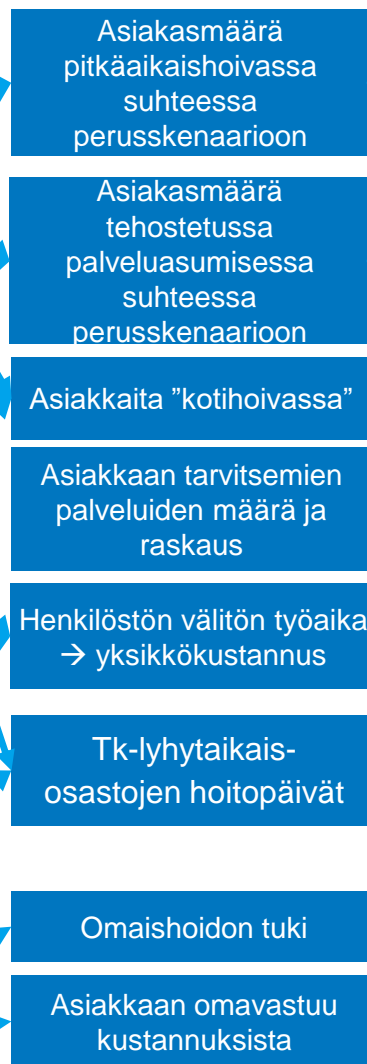 Asiakasmäärä
pitkäaikaishoivassa
suhteessa
perusskenaarioon
Asiakasmäärä
tehostetussa
palveluasumisessa
suhteessa
perusskenaarioon
Asiakkaita ”kotihoivassa”
Asiakkaan tarvitsemien
palveluiden määrä ja
raskaus
Henkilöstön välitön työaika
→ yksikkökustannus
Tk-lyhytaikais-
osastojen hoitopäivät
Omaishoidon tuki
Asiakkaan omavastuu
kustannuksista